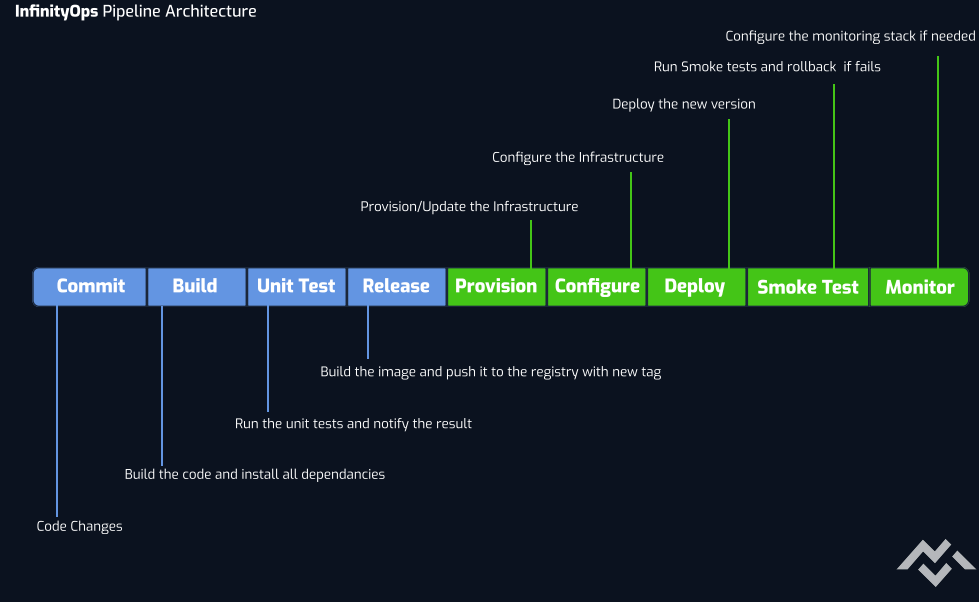 InfinityOps Pipeline Architecture
Configure the monitoring stack if needed
Run Smoke tests and rollback if fails
Deploy the new version
Configure the Infrastructure
Provision/Update the Infrastructure
Commit Build Unit Test Release Provision Configure Deploy Smoke Test Monitor
Build the image and push it to the registry with new tag
Run the unit tests and notify the result
Build the code and install all dependancies
Code Changes